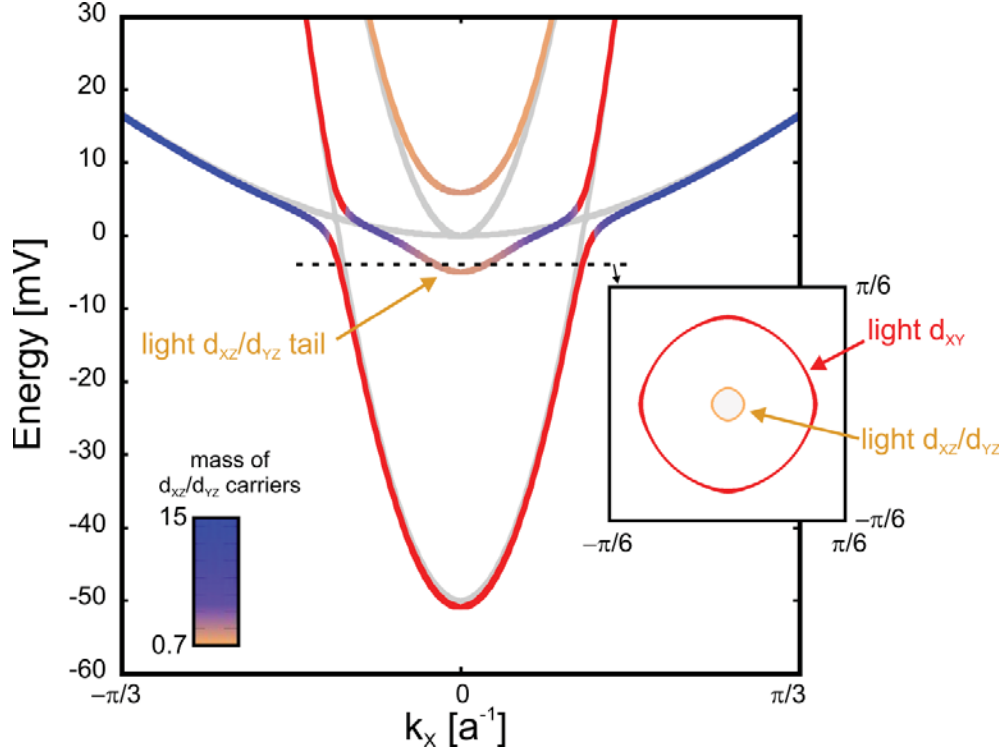 30
20
10
0
-10
-20
-30
-40
-50
-60
Energy [mV]
−π/3
0
π/3
kₓ [a⁻¹]
light dXZ/dYZ tail
mass of
dXZ/dYZ carriers
15
0.7
π/6
−π/6
−π/6
π/6
light dXY
light dXZ/dYZ